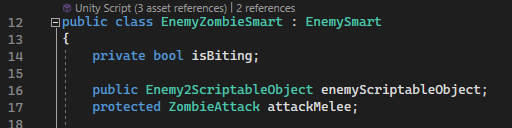 Unity Script (3 asset references) | 2 references
12 public class EnemyZombieSmart : EnemySmart
13 {
14 private bool isBiting;
15
16 public Enemy2ScriptableObject enemyScriptableObject;
17 protected ZombieAttack attackMelee;